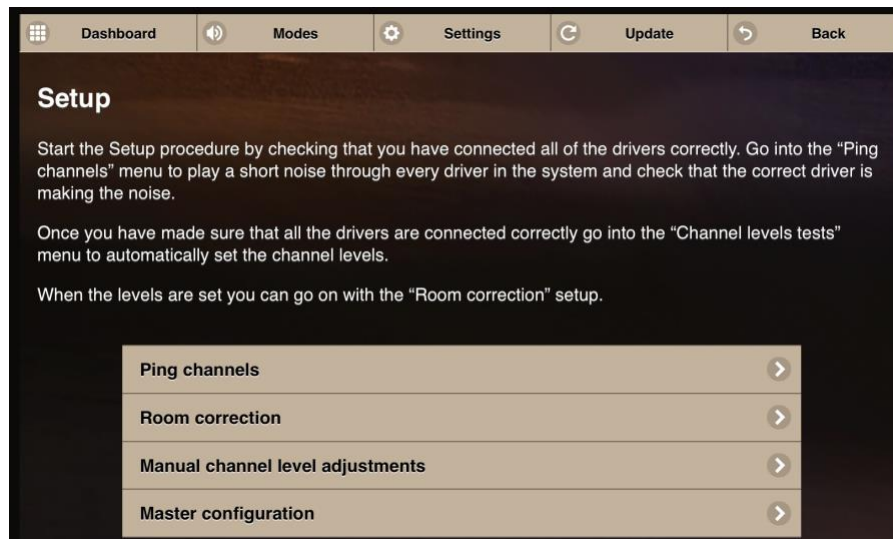 Dashboard Modes Settings Update Back
Setup
Start the Setup procedure by checking that you have connected all of the drivers correctly. Go into the “Ping
channels” menu to play a short noise through every driver in the system and check that the correct driver is
making the noise.
Once you have made sure that all the drivers are connected correctly go into the “Channel levels tests”
menu to automatically set the channel levels.
When the levels are set you can go on with the “Room correction” setup.
Ping channels
Room correction
Manual channel level adjustments
Master configuration